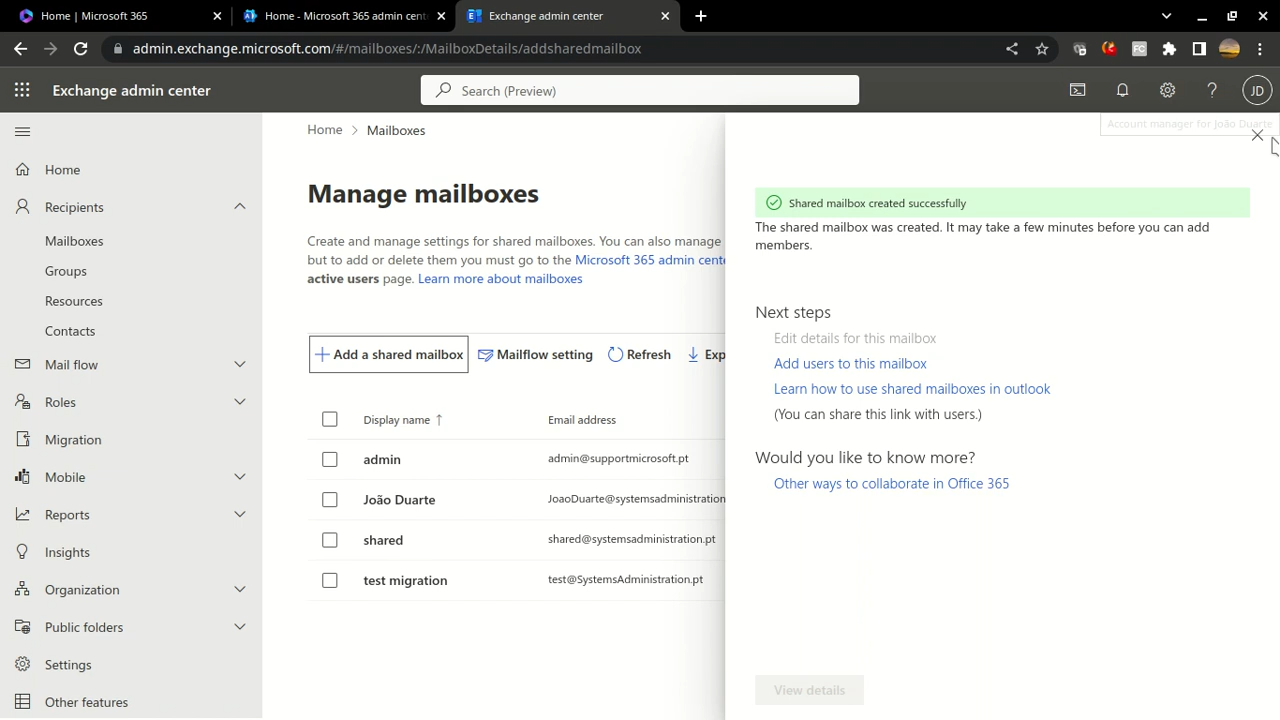 Home | Microsoft 365
Home - Microsoft 365 admin cent
Exchange admin center
admin.exchange.microsoft.com/#/mailboxes/:/MailboxDetails/addsharedmailbox
FC
Exchange admin center
Search (Preview)
JD
Account manager for João Duarte
Home
Recipients
Mailboxes
Groups
Resources
Contacts
Mail flow
Roles
Migration
Mobile
Reports
Insights
Organization
Public folders
Settings
Other features
Home > Mailboxes
Manage mailboxes
Create and manage settings for shared mailboxes. You can also manage
but to add or delete them you must go to the Microsoft 365 admin cente
active users page. Learn more about mailboxes
Add a shared mailbox Mailflow setting Refresh Exp
Display name ↑ Email address
admin admin@supportmicrosoft.pt
João Duarte JoaoDuarte@systemsadministration
shared shared@systemsadministration.pt
test migration test@SystemsAdministration.pt
Shared mailbox created successfully
The shared mailbox was created. It may take a few minutes before you can add
members.
Next steps
Edit details for this mailbox
Add users to this mailbox
Learn how to use shared mailboxes in outlook
(You can share this link with users.)
Would you like to know more?
Other ways to collaborate in Office 365
View details